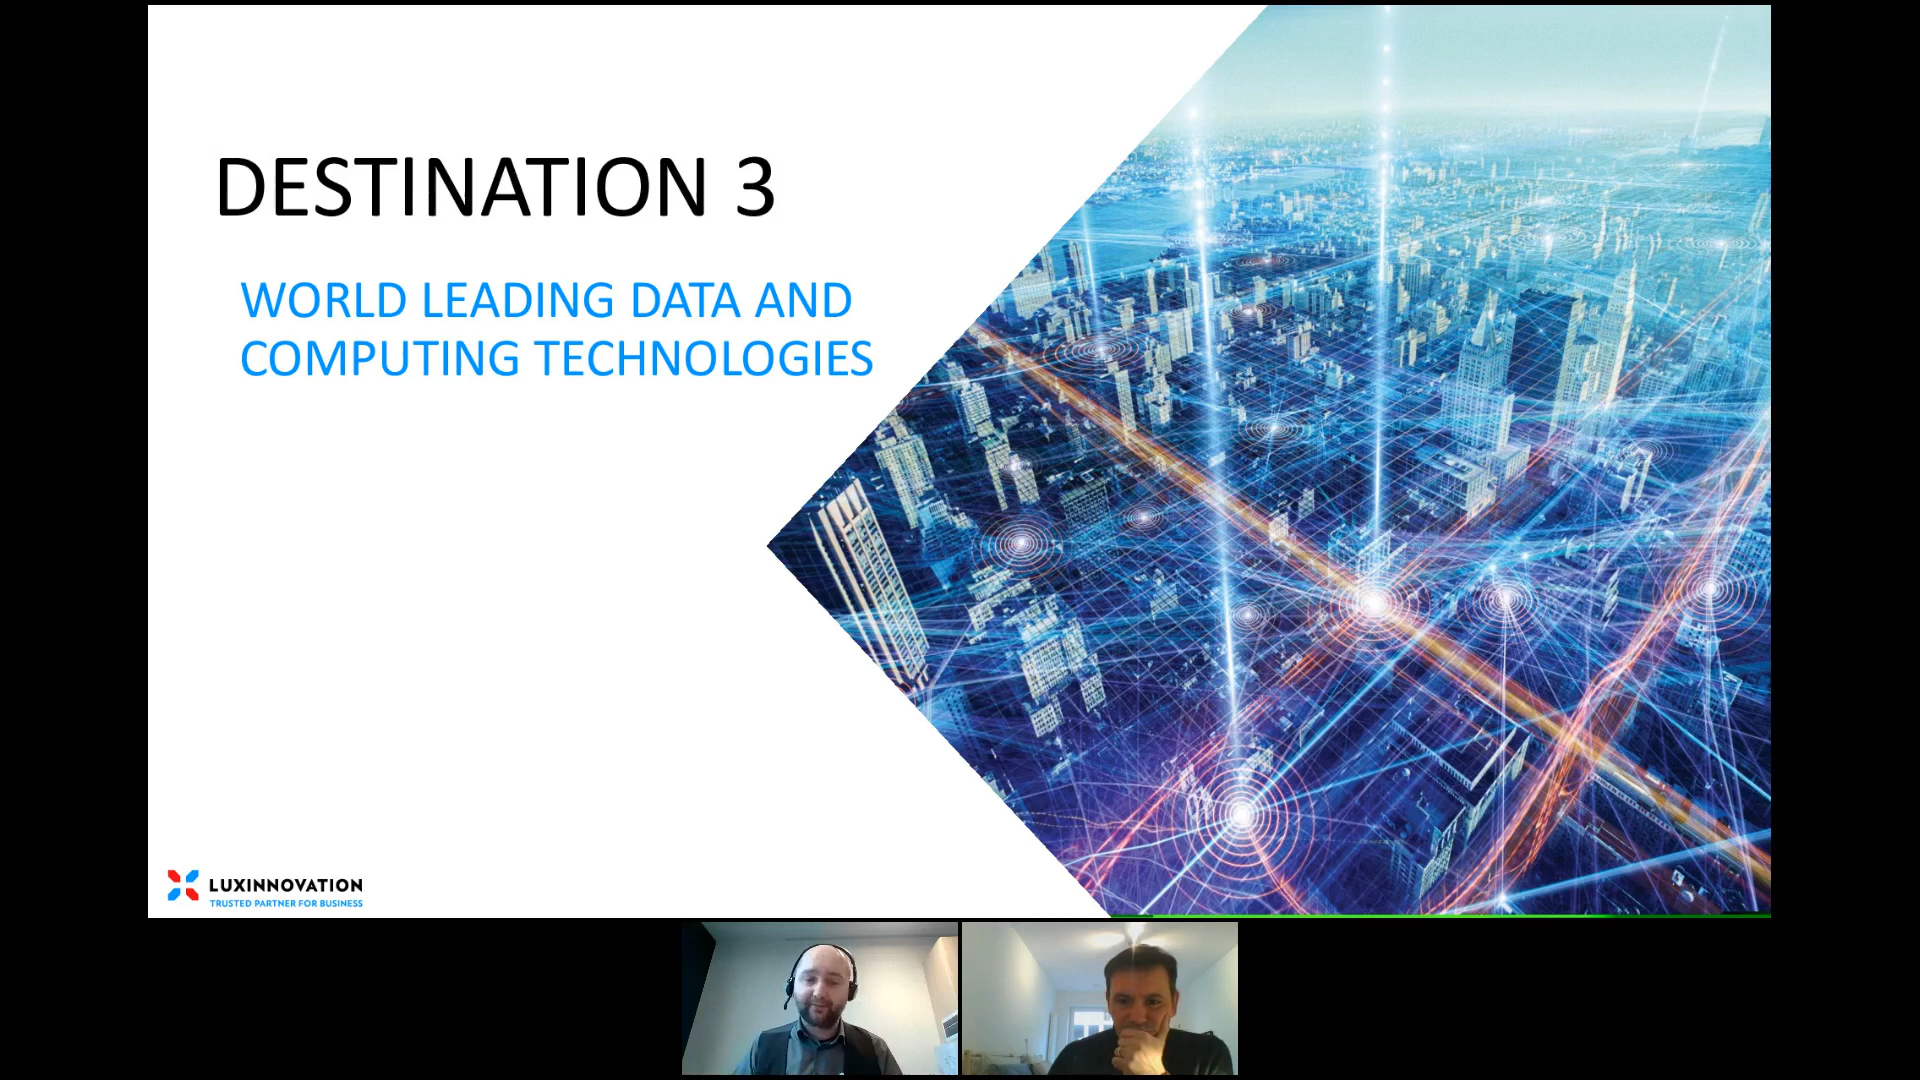 DESTINATION 3
WORLD LEADING DATA AND
COMPUTING TECHNOLOGIES
LUXINNOVATION
TRUSTED PARTNER FOR BUSINESS